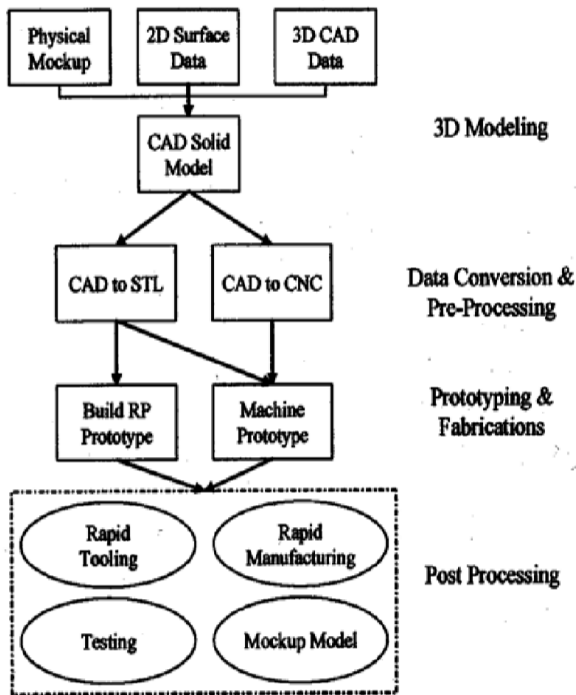 Physical
Mockup
2D Surface
Data
3D CAD
Data
CAD Solid
Model
3D Modeling
CAD to STL
CAD to CNC
Data Conversion &
Pre-Processing
Build RP
Prototype
Machine
Prototype
Prototyping &
Fabrications
Rapid
Tooling
Rapid
Manufacturing
Testing
Mockup Model
Post Processing